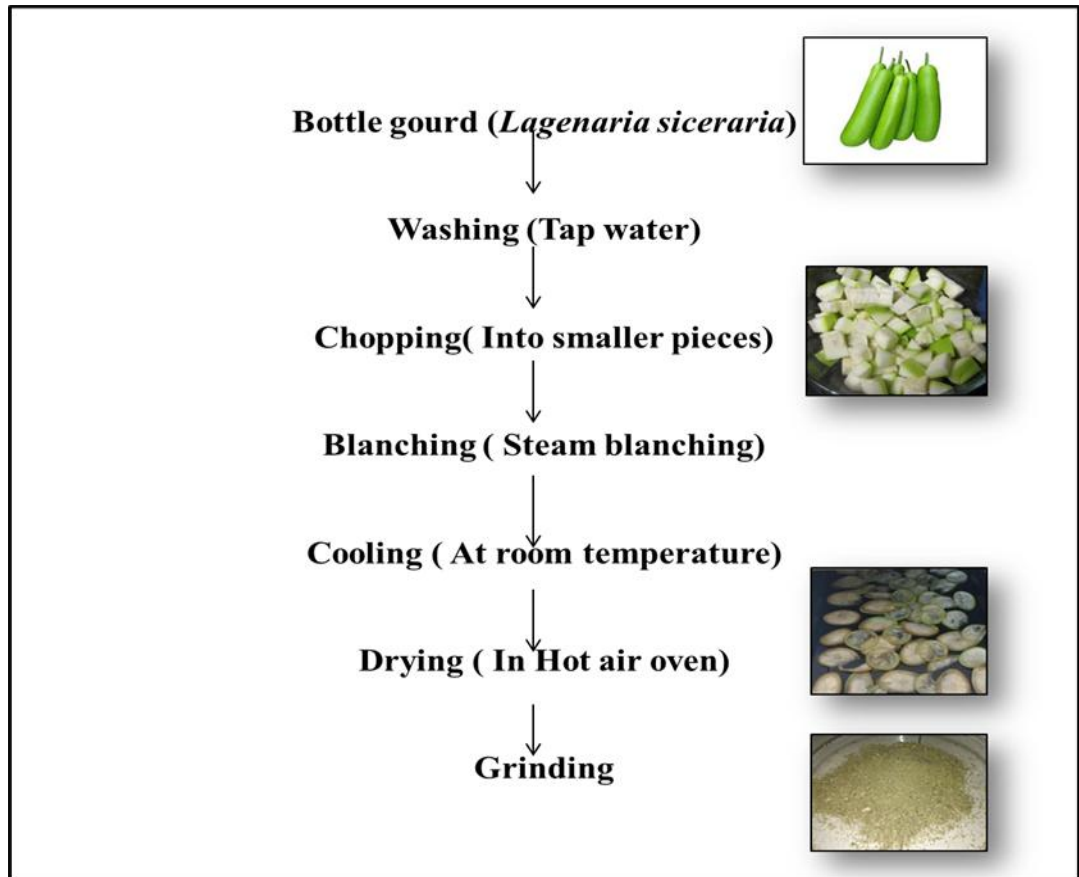 Bottle gourd (Lagenaria siceraria)
Washing (Tap water)
Chopping( Into smaller pieces)
Blanching ( Steam blanching)
Cooling ( At room temperature)
Drying ( In Hot air oven)
Grinding